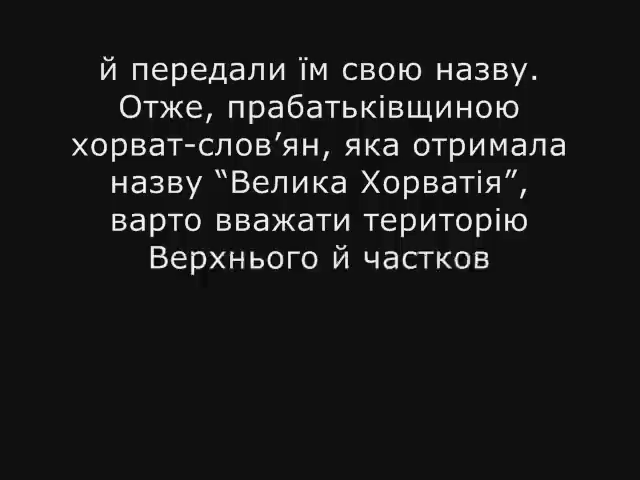 й передали їм свою назву.
Отже, прабатьківщиною
хорват-слов’ян, яка отримала
назву “Велика Хорватія”,
варто вважати територію
Верхнього й частков